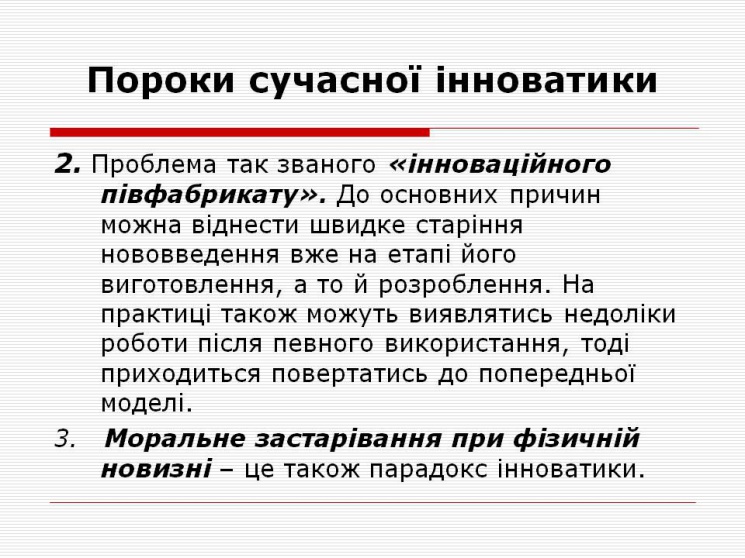 Пороки сучасної інноватики
2. Проблема так званого «інноваційного
півфабрикату». До основних причин
можна віднести швидке старіння
нововведення вже на етапі його
виготовлення, а то й розроблення. На
практиці також можуть виявлятись недоліки
роботи після певного використання, тоді
приходиться повертатись до попередньої
моделі.
3. Моральне застарівання при фізичній
новизні – це також парадокс інноватики.